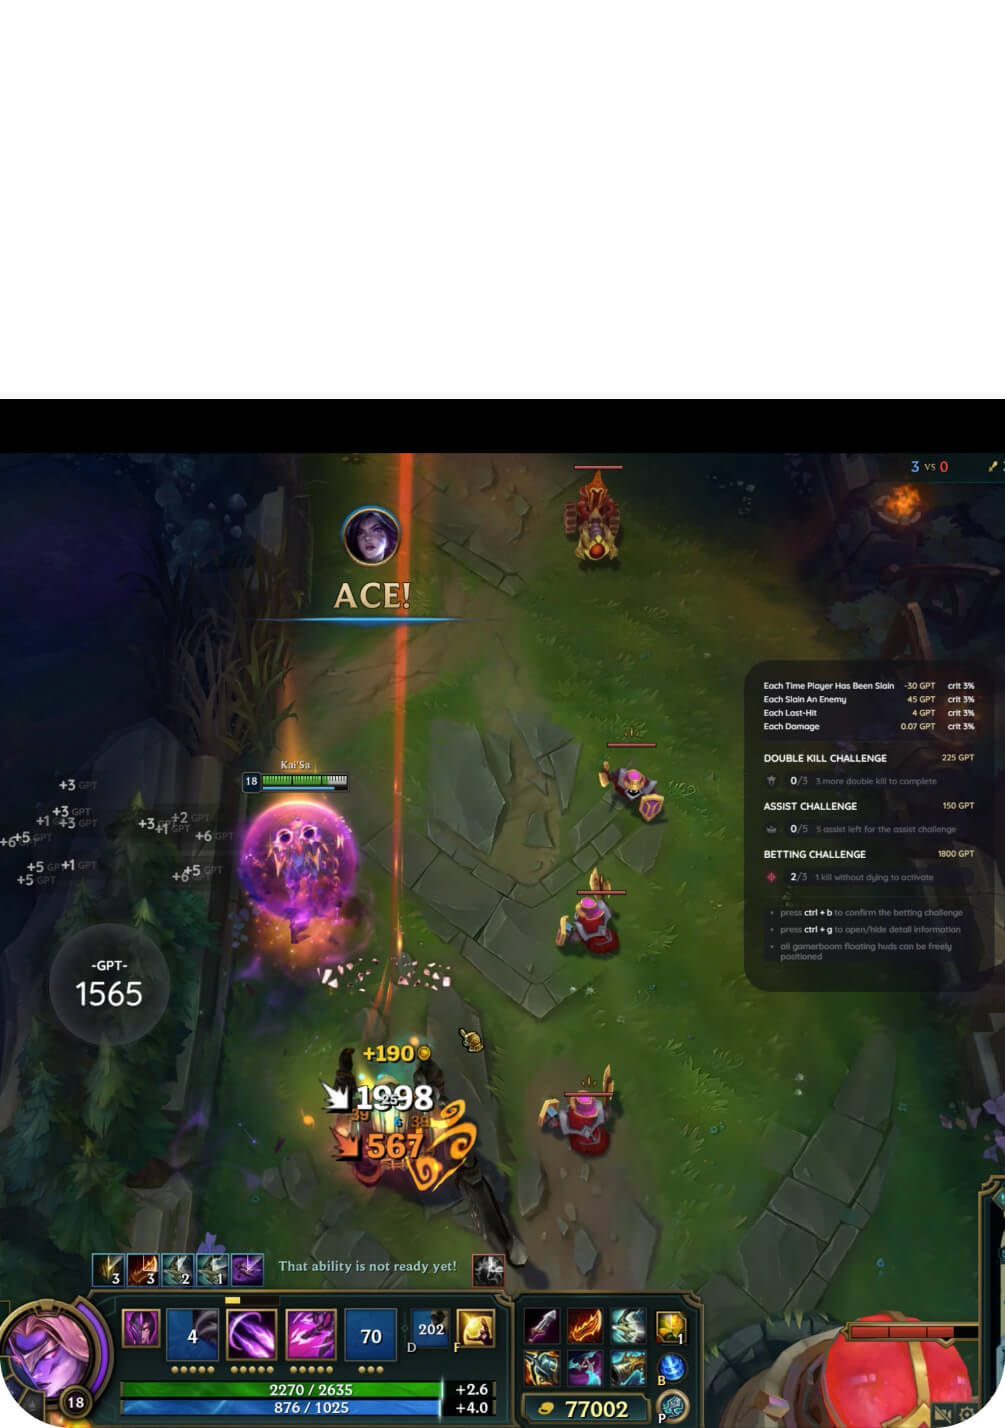 3 VS 0
ACE!
Each Time Player Has Been Slain -30 GPT crit 3%
Each Slain An Enemy 45 GPT crit 3%
Each Last-Hit 4 GPT crit 3%
Each Damage 0.07 GPT crit 3%
DOUBLE KILL CHALLENGE 225 GPT
0/3 3 more double kill to complete
ASSIST CHALLENGE 150 GPT
0/5 5 assist left for the assist challenge
BETTING CHALLENGE 1800 GPT
2/3 1 kill without dying to activate
• press ctrl + b to confirm the betting challenge
• press ctrl + g to open/hide detail information
• all gamerboom floating huds can be freely
positioned
Kai'Sa
18
+3 GPT
+3 GPT
+1 +3 GPT
+3 +2 GPT
+1 GPT
+6 +5 GPT
+6 GPT
+5 GPT +1 GPT
+5 GPT
+6 +5 GPT
-GPT-
1565
+190
1998
25
39 39
567
3 3 2 1
That ability is not ready yet!
4 70 202
D F
1
B
2270 / 2635 +2.6
876 / 1025 +4.0
18
77002
P